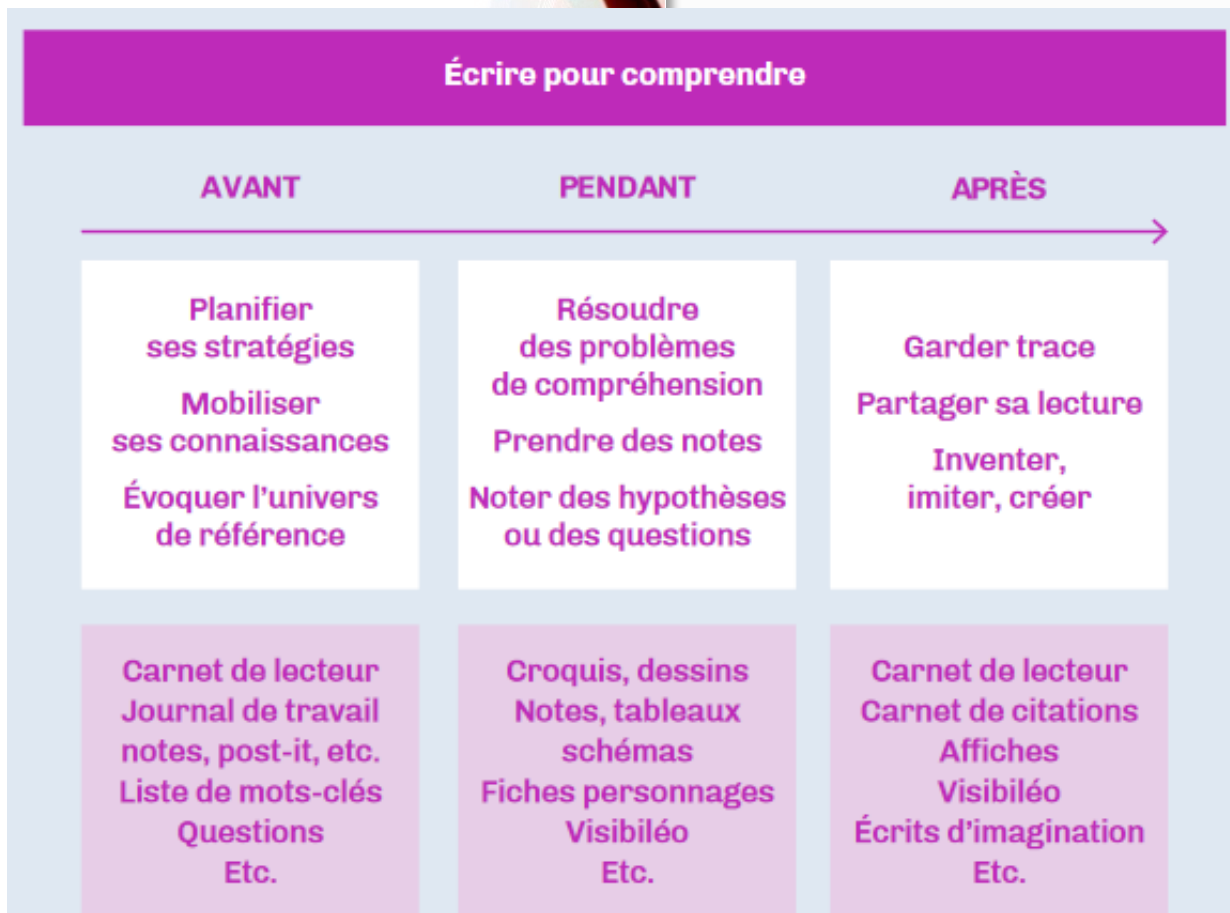 Écrire pour comprendre
AVANT
PENDANT
APRÈS
Planifier
ses stratégies
Mobiliser
ses connaissances
Évoquer l'univers
de référence
Résoudre
des problèmes
de compréhension
Prendre des notes
Noter des hypothèses
ou des questions
Garder trace
Partager sa lecture
Inventer,
imiter, créer
Carnet de lecteur
Journal de travail
notes, post-it, etc.
Liste de mots-clés
Questions
Etc.
Croquis, dessins
Notes, tableaux
schémas
Fiches personnages
Visibiléo
Etc.
Carnet de lecteur
Carnet de citations
Affiches
Visibiléo
Écrits d'imagination
Etc.